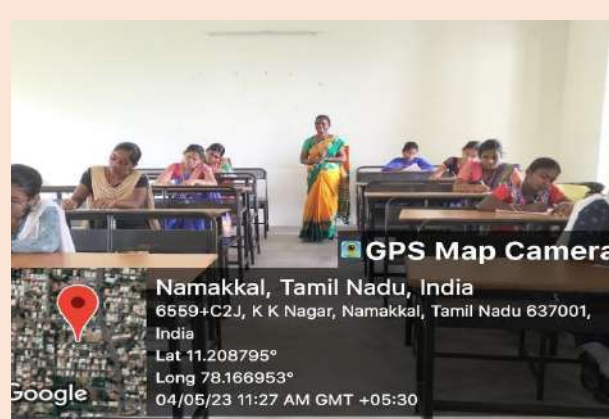 GPS Map Camera
Namakkal, Tamil Nadu, India
6559+C2J, K K Nagar, Namakkal, Tamil Nadu 637001,
India
Lat 11.208795°
Long 78.166953°
04/05/23 11:27 AM GMT +05:30
Google